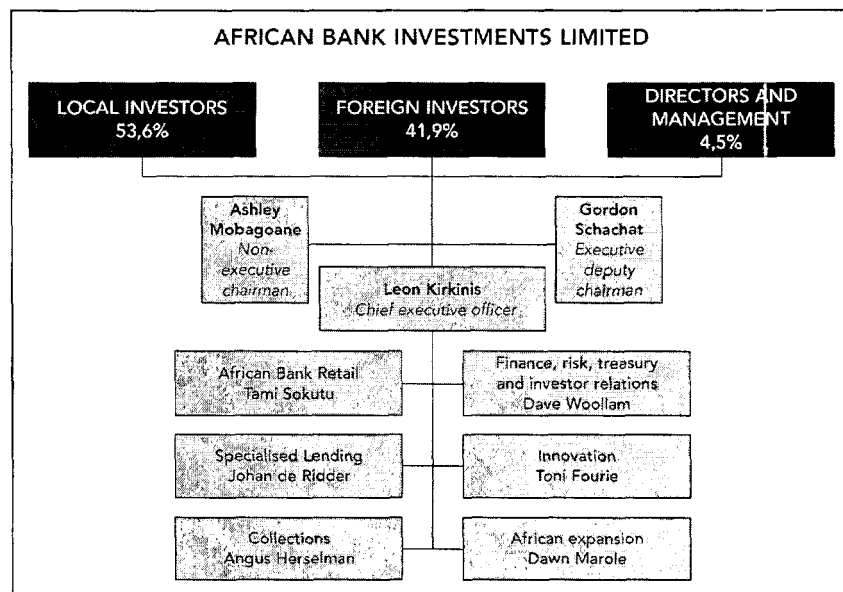 AFRICAN BANK INVESTMENTS LIMITED
LOCAL INVESTORS
53,6%
FOREIGN INVESTORS
41,9%
DIRECTORS AND
MANAGEMENT
4,5%
Ashley
Mobagoane
Non-
executive
chairman
Gordon
Schachat
Executive
deputy
chairman
Leon Kirkinis
Chief executive officer
African Bank Retail
Tami Sokutu
Finance, risk, treasury
and investor relations
Dave Woollam
Specialised Lending
Johan de Ridder
Innovation
Toni Fourie
Collections
Angus Herselman
African expansion
Dawn Marole